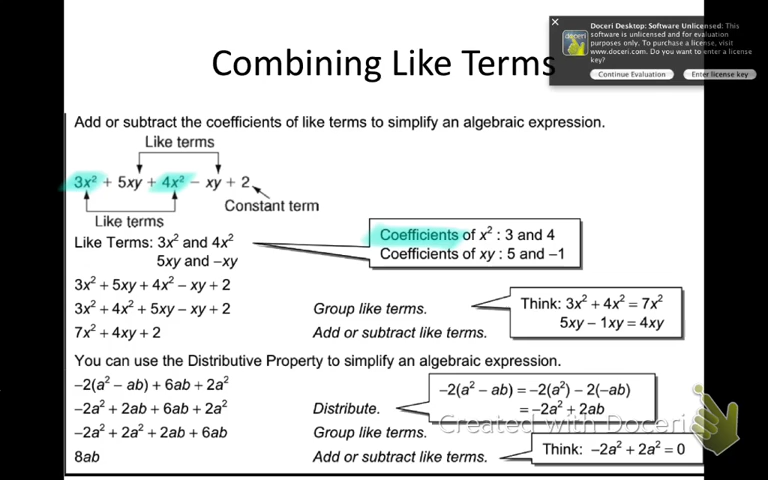 Doceri Desktop: Software Unlicensed: This
software is unlicensed and for evaluation
purposes only. To purchase a license, visit
www.doceri.com. Do you want to enter a license
key?
doceri
Continue Evaluation
Enter license key
Combining Like Terms
Add or subtract the coefficients of like terms to simplify an algebraic expression.
Like terms
3x² + 5xy + 4x² − xy + 2
Constant term
Like terms
Like Terms: 3x² and 4x²
5xy and −xy
Coefficients of x² : 3 and 4
Coefficients of xy : 5 and −1
3x² + 5xy + 4x² − xy + 2
3x² + 4x² + 5xy − xy + 2 Group like terms.
7x² + 4xy + 2 Add or subtract like terms.
Think: 3x² + 4x² = 7x²
5xy − 1xy = 4xy
You can use the Distributive Property to simplify an algebraic expression.
−2(a² − ab) + 6ab + 2a²
−2a² + 2ab + 6ab + 2a² Distribute.
−2(a² − ab) = −2(a²) − 2(−ab)
= −2a² + 2ab
Created with Doceri
−2a² + 2a² + 2ab + 6ab Group like terms.
8ab Add or subtract like terms.
Think: −2a² + 2a² = 0